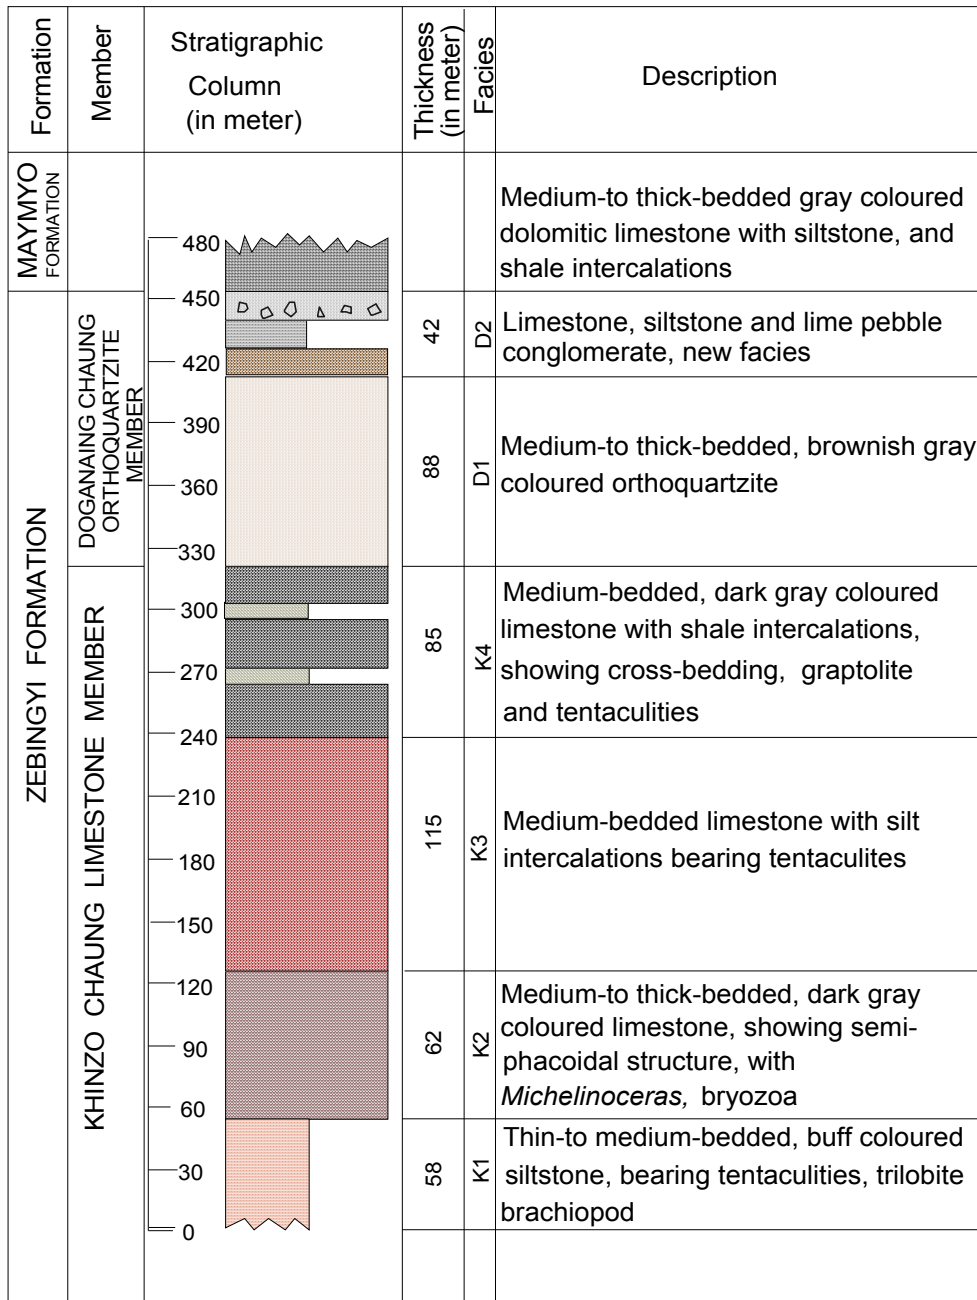 Formation
Member
Stratigraphic
Column
(in meter)
Thickness
(in meter)
Facies
Description
MAYMYO
FORMATION
Medium-to thick-bedded gray coloured
dolomitic limestone with siltstone, and
shale intercalations
ZEBINGYI FORMATION
DOGANAING CHAUNG
ORTHOQUARTZITE
MEMBER
42
D2
Limestone, siltstone and lime pebble
conglomerate, new facies
88
D1
Medium-to thick-bedded, brownish gray
coloured orthoquartzite
KHINZO CHAUNG LIMESTONE MEMBER
85
K4
Medium-bedded, dark gray coloured
limestone with shale intercalations,
showing cross-bedding, graptolite
and tentaculities
115
K3
Medium-bedded limestone with silt
intercalations bearing tentaculites
62
K2
Medium-to thick-bedded, dark gray
coloured limestone, showing semi-
phacoidal structure, with
Michelinoceras, bryozoa
58
K1
Thin-to medium-bedded, buff coloured
siltstone, bearing tentaculities, trilobite
brachiopod
480
450
420
390
360
330
300
270
240
210
180
150
120
90
60
30
0